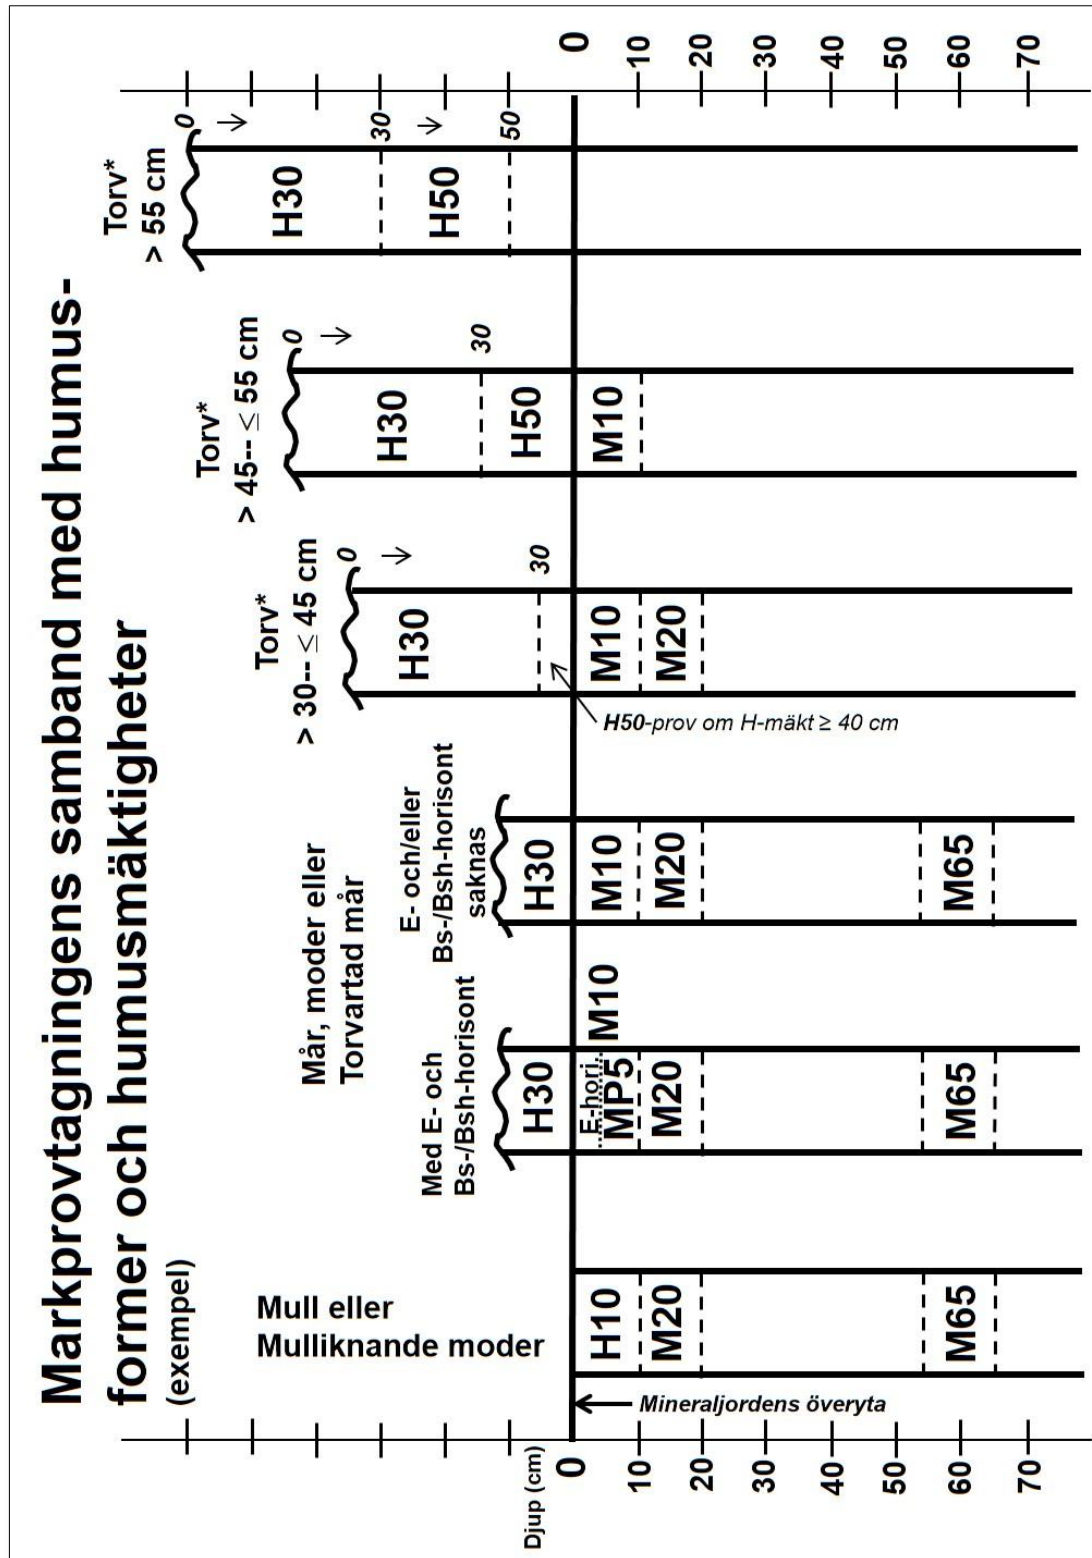 Markprovtagningens samband med humus-
former och humusmäktigheter
(exempel)
Mull eller
Mulliknande moder
Mår, moder eller
Torvartad mår
Med E- och
Bs-/Bsh-horisont
E- och/eller
Bs-/Bsh-horisont
saknas
Torv*
> 30-- ≤ 45 cm
Torv*
> 45-- ≤ 55 cm
Torv*
> 55 cm
Djup (cm)
0
10
20
30
40
50
60
70
Mineraljordens överyta
H10
M20
M65
H30
E-hori.
MP5
M10
M20
M65
H30
M10
M20
M65
0
H30
30
M10
M20
H50-prov om H-mäkt ≥ 40 cm
0
H30
30
H50
M10
0
H30
30
H50
50
0
10
20
30
40
50
60
70